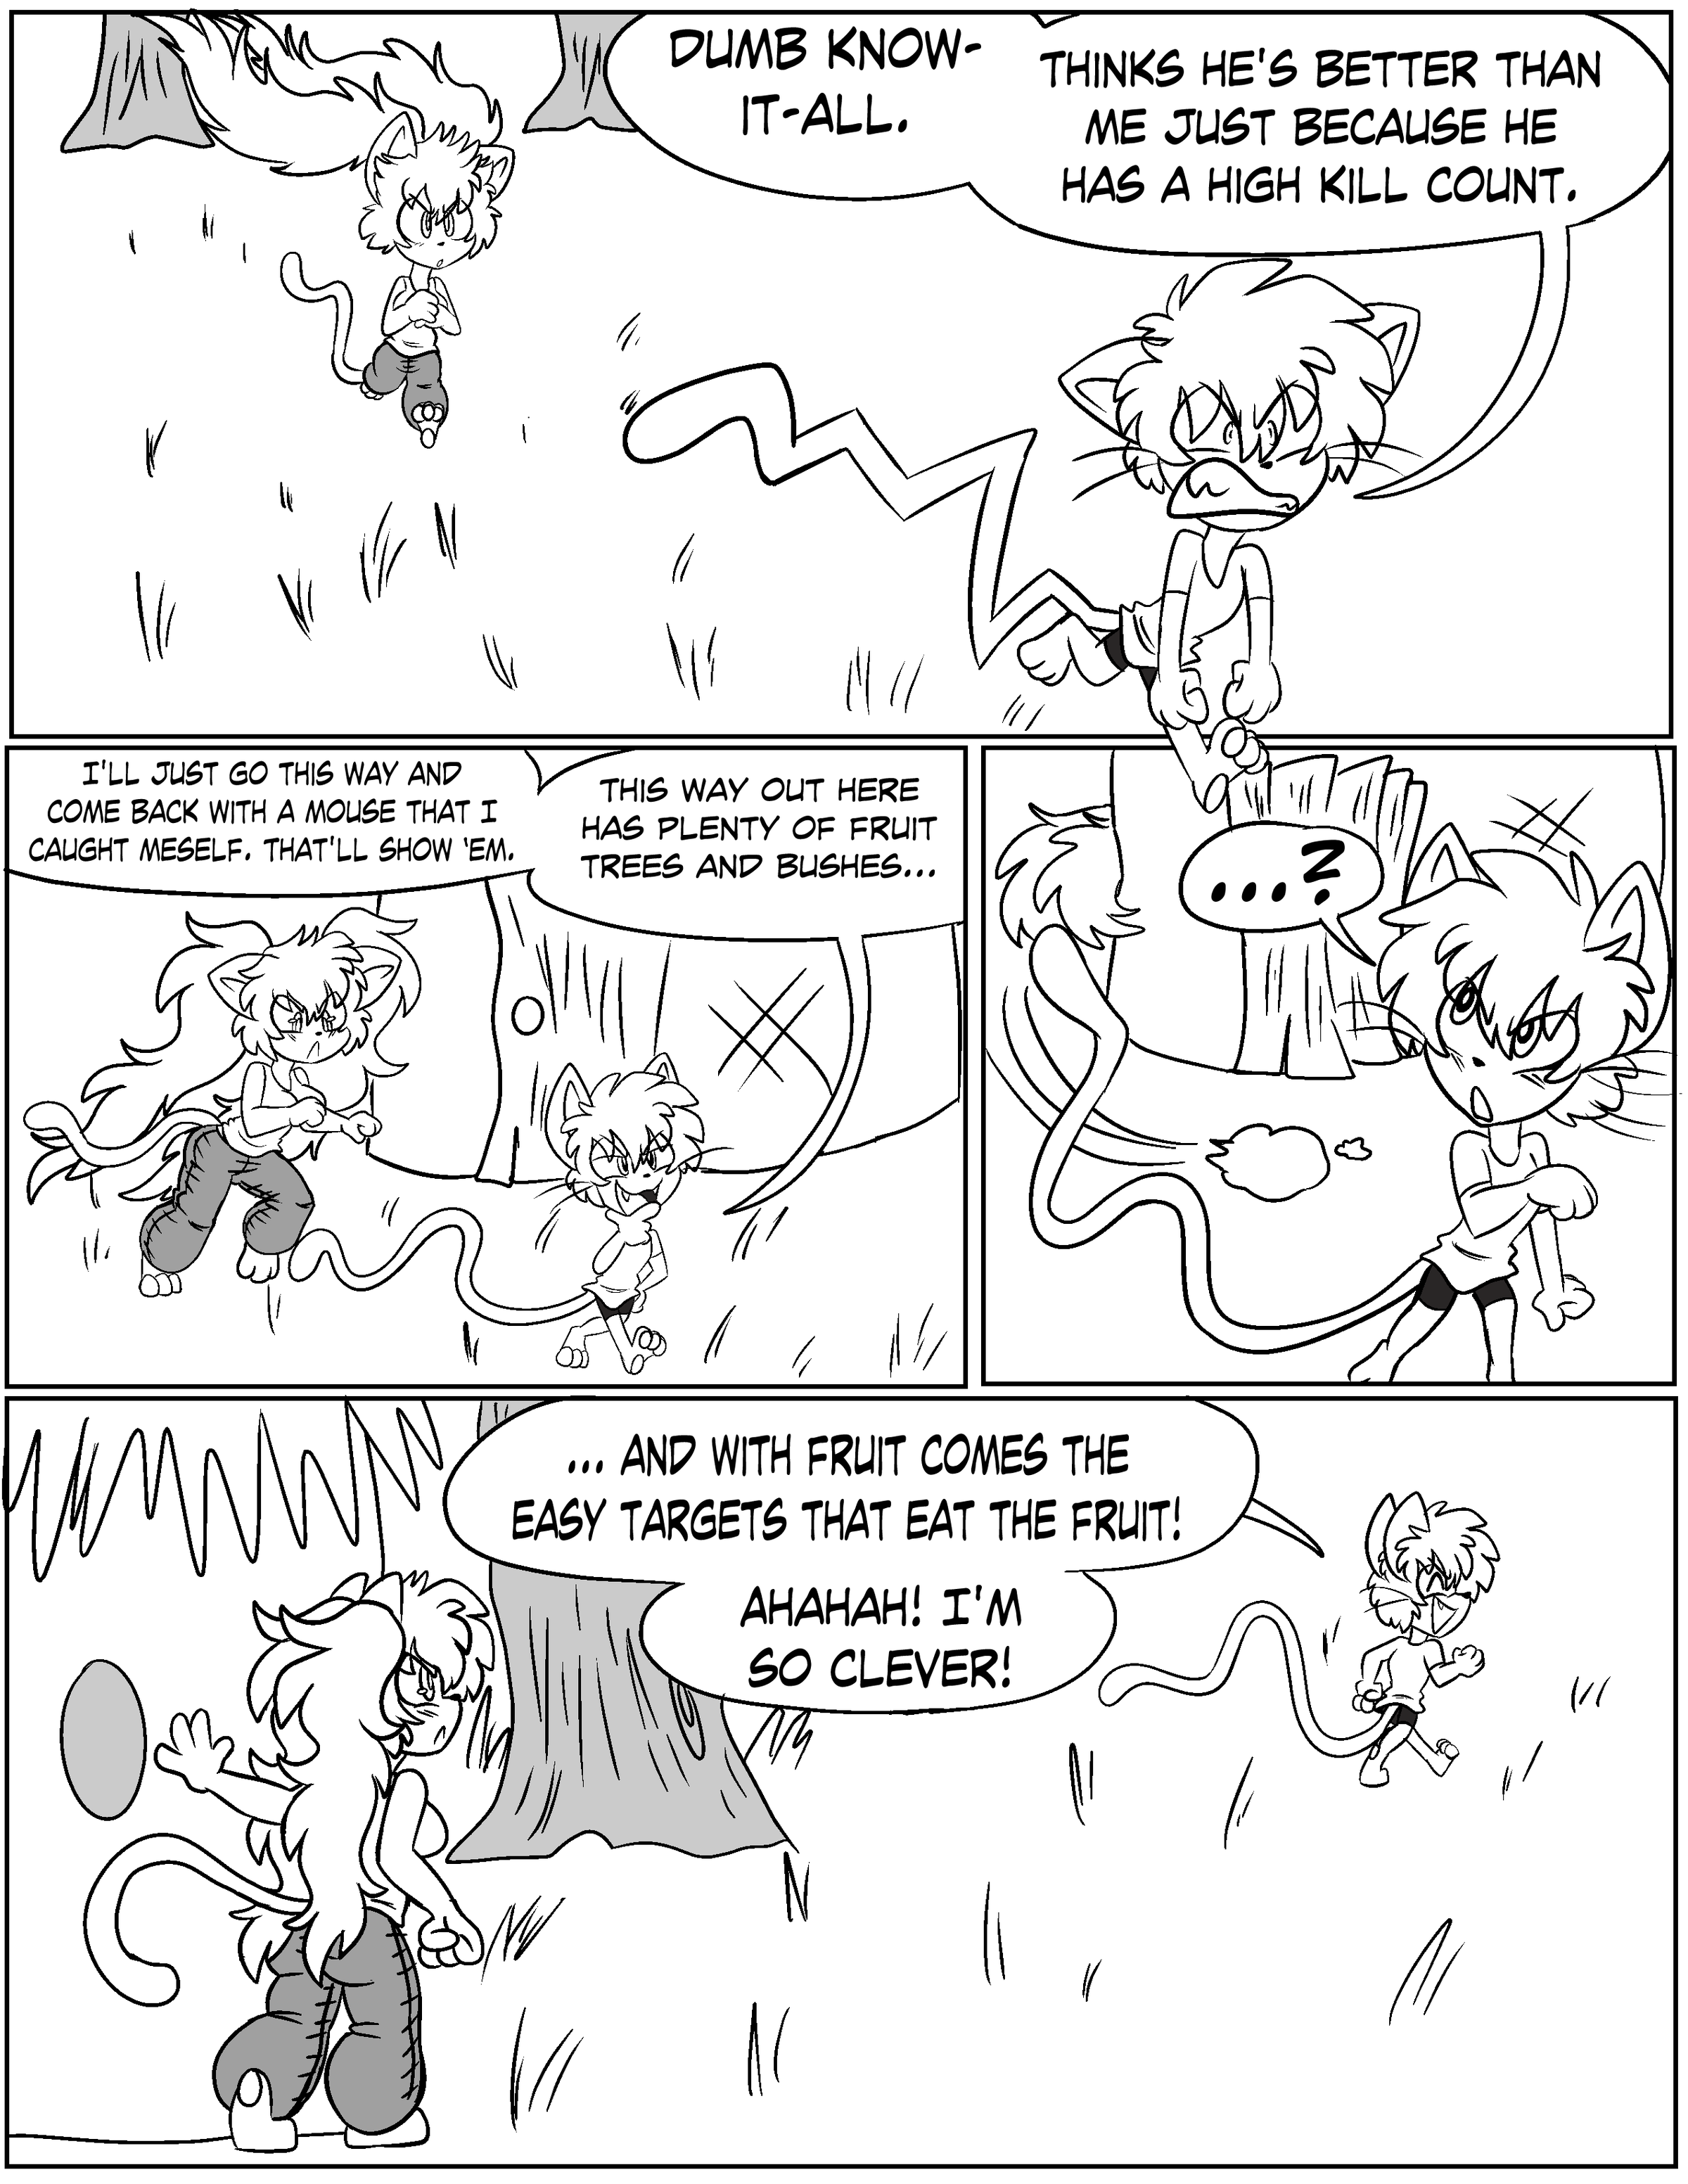 DUMB KNOW-
IT-ALL.
THINKS HE'S BETTER THAN
ME JUST BECAUSE HE
HAS A HIGH KILL COUNT.
I'LL JUST GO THIS WAY AND
COME BACK WITH A MOUSE THAT I
CAUGHT MESELF. THAT'LL SHOW 'EM.
THIS WAY OUT HERE
HAS PLENTY OF FRUIT
TREES AND BUSHES...
...?
... AND WITH FRUIT COMES THE
EASY TARGETS THAT EAT THE FRUIT!
AHAHAH! I'M
SO CLEVER!